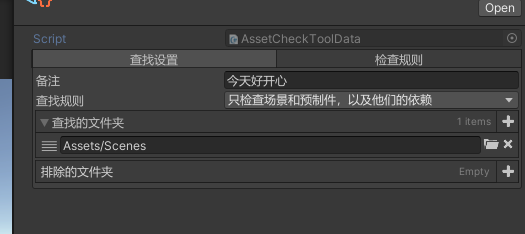 Open
Script AssetCheckToolData
查找设置 检查规则
备注 今天好开心
查找规则 只检查场景和预制件，以及他们的依赖
查找的文件夹 1 items
Assets/Scenes
排除的文件夹 Empty